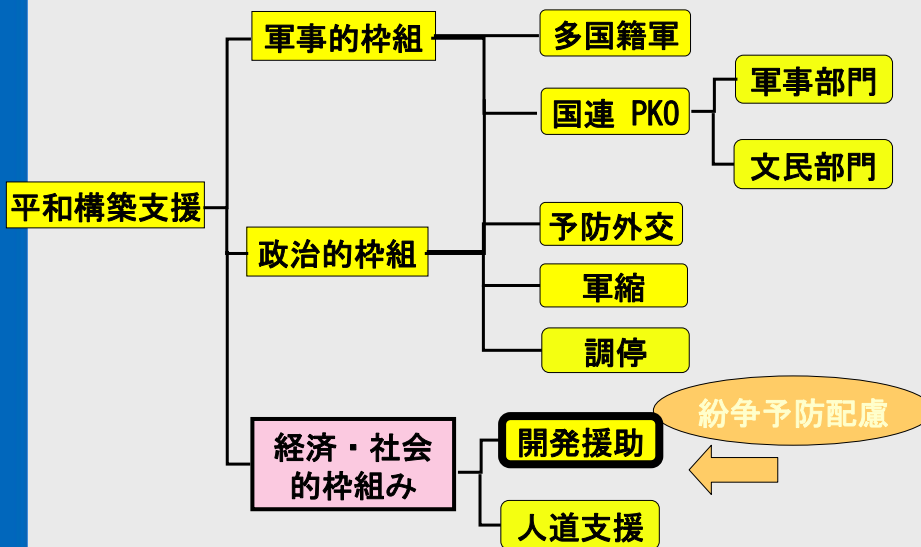 軍事的枠組
多国籍軍
軍事部門
国連 PKO
文民部門
平和構築支援
政治的枠組
予防外交
軍縮
調停
紛争予防配慮
経済・社会
的枠組み
開発援助
人道支援